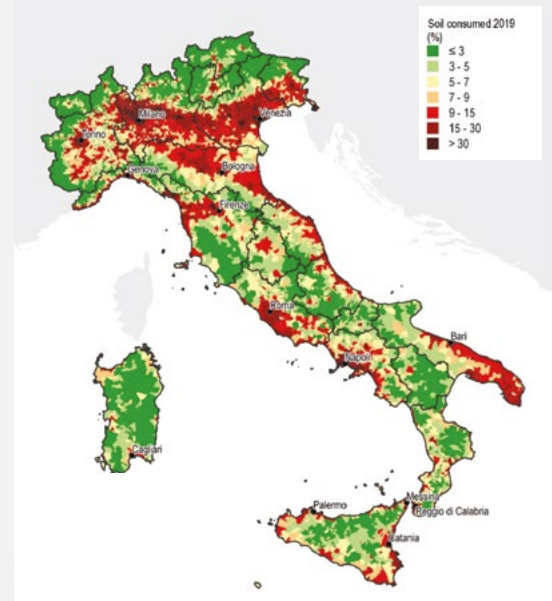 Soil consumed 2019
(%)
≤ 3
3 - 5
5 - 7
7 - 9
9 - 15
15 - 30
> 30
Milano
Venezia
Torino
Genova
Bologna
Firenze
Roma
Napoli
Bari
Cagliari
Palermo
Messina
Reggio di Calabria
Catania